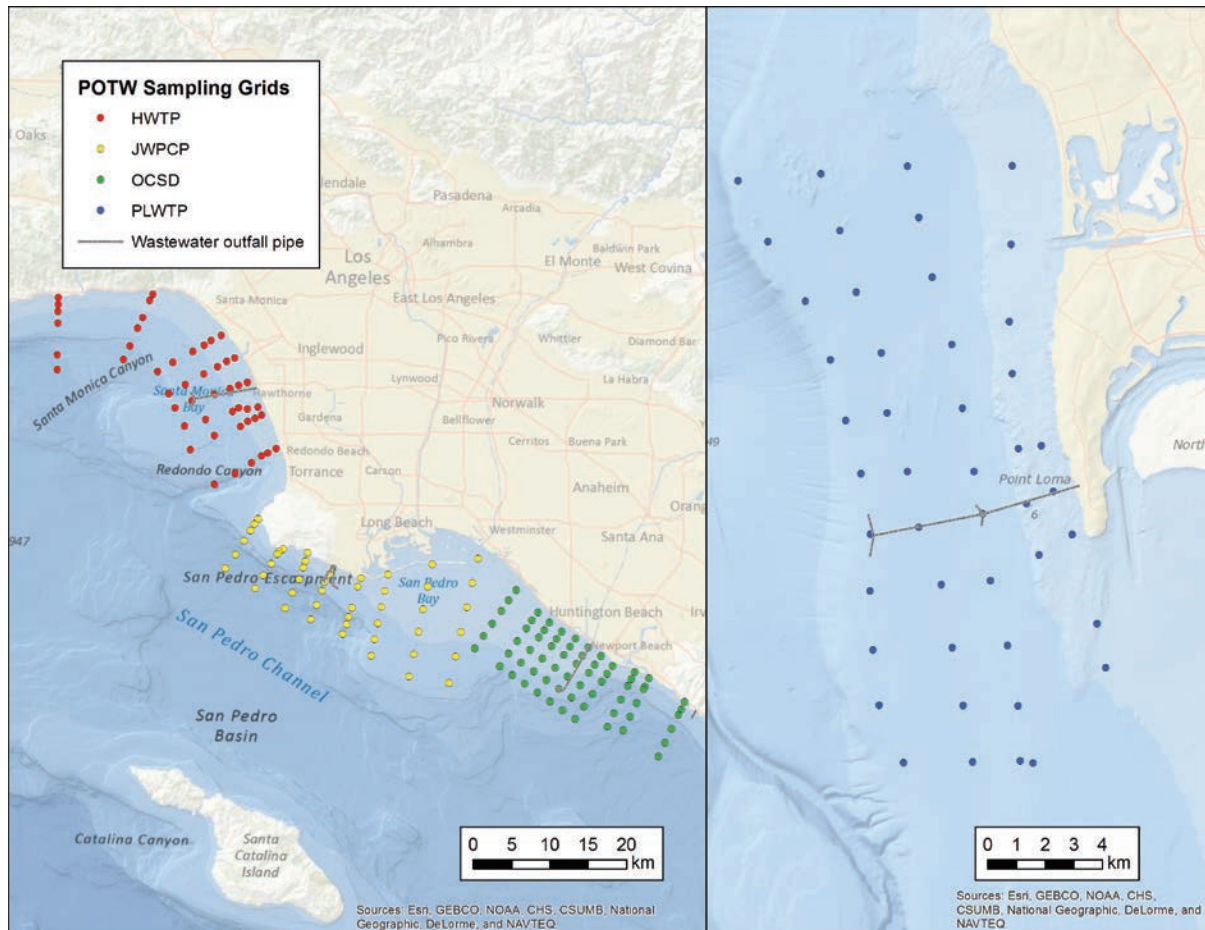 POTW Sampling Grids
HWTP
JWPCP
OCSD
PLWTP
Wastewater outfall pipe
d Oaks
lendale
Pasadena
Arcadia
Alhambra
Baldwin Park
Los
Angeles
El Monte
West Covina
Santa Monica
East Los Angeles
Pico Rivera
Whittier
Diamond Bar
Inglewood
La Habra
Santa Monica Canyon
Santa Monica
Bay
Hawthorne
Lynwood
Norwalk
Gardena
Bellflower
Cerritos
Buena Park
Redondo Beach
Redondo Canyon
Torrance
Carson
Anaheim
Orang
Long Beach
Westminster
Santa Ana
947
San Pedro Escarpment
San Pedro
Bay
Huntington Beach
Irv
Newport Beach
San Pedro Channel
San Pedro
Basin
Catalina Canyon
Santa
Catalina
Island
0 5 10 15 20
km
Sources: Esri, GEBCO, NOAA, CHS, CSUMB, National
Geographic, DeLorme, and NAVTEQ
49
North
Point Loma
6
0 1 2 3 4
km
Sources: Esri, GEBCO, NOAA, CHS,
CSUMB, National Geographic, DeLorme, and
NAVTEQ